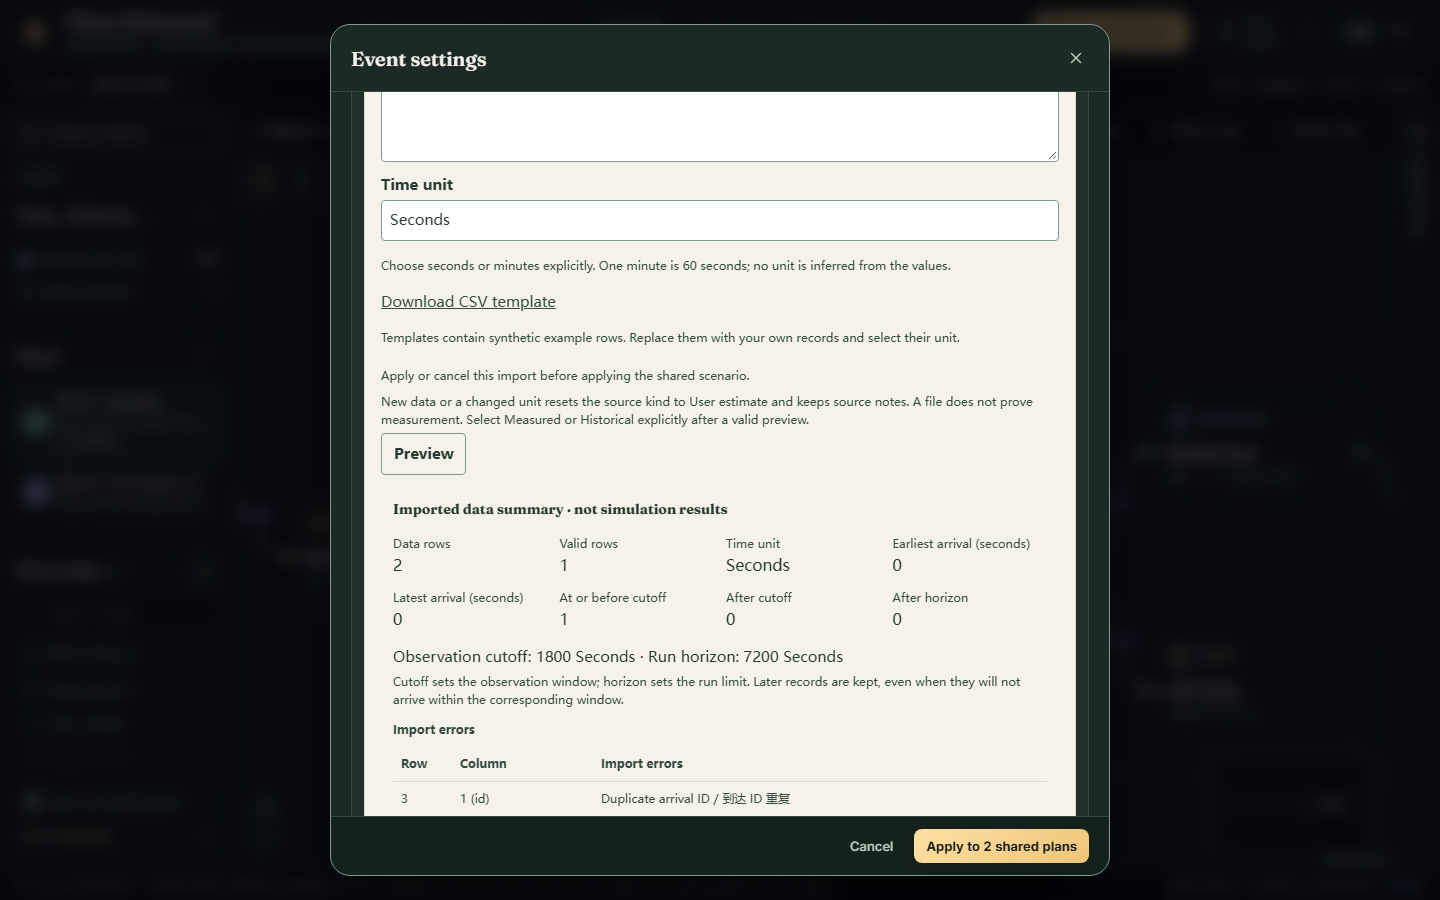 Event settings
Time unit
Seconds
Choose seconds or minutes explicitly. One minute is 60 seconds; no unit is inferred from the values.
Download CSV template
Templates contain synthetic example rows. Replace them with your own records and select their unit.
Apply or cancel this import before applying the shared scenario.
New data or a changed unit resets the source kind to User estimate and keeps source notes. A file does not prove
measurement. Select Measured or Historical explicitly after a valid preview.
Preview
Imported data summary · not simulation results
Data rows Valid rows Time unit Earliest arrival (seconds)
2 1 Seconds 0
Latest arrival (seconds) At or before cutoff After cutoff After horizon
0 1 0 0
Observation cutoff: 1800 Seconds · Run horizon: 7200 Seconds
Cutoff sets the observation window; horizon sets the run limit. Later records are kept, even when they will not
arrive within the corresponding window.
Import errors
Row Column Import errors
3 1 (id) Duplicate arrival ID / 到达 ID 重复
Cancel Apply to 2 shared plans